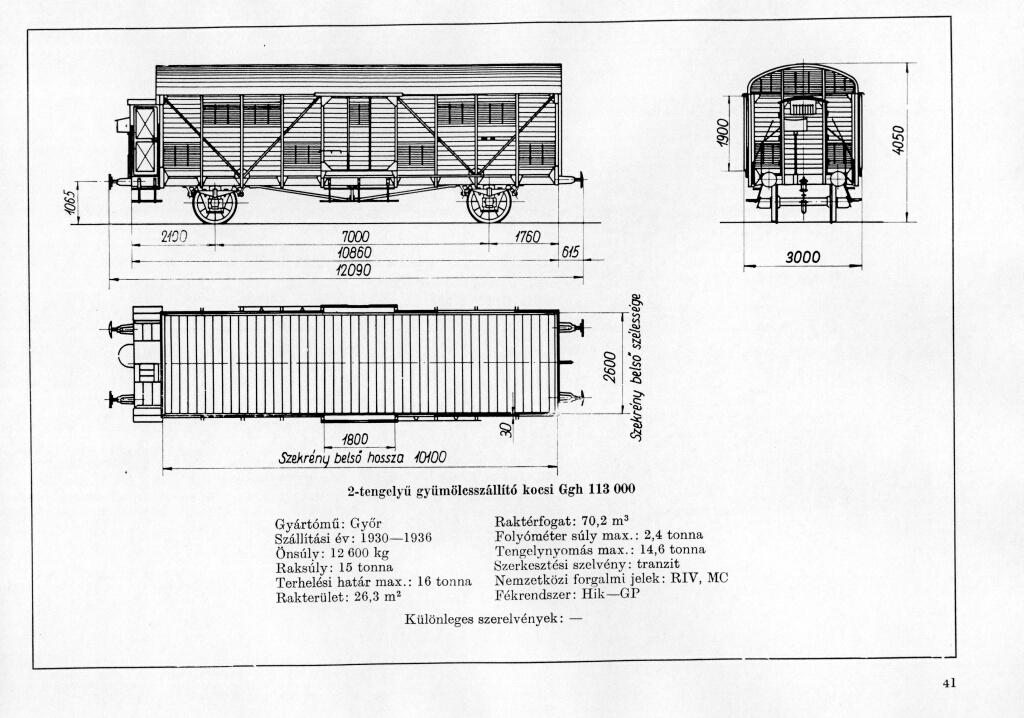 1065
2100
7000
1760
10860
615
12090
1900
4050
3000
2600
Szekrény belső szélessége
30
1800
Szekrény belső hossza 10100
2-tengelyű gyümölcsszállító kocsi Ggh 113 000
Gyártómű: Győr
Szállítási év: 1930—1936
Önsúly: 12 600 kg
Raksúly: 15 tonna
Terhelési határ max.: 16 tonna
Rakterület: 26,3 m²
Raktérfogat: 70,2 m³
Folyóméter súly max.: 2,4 tonna
Tengelynyomás max.: 14,6 tonna
Szerkesztési szelvény: tranzit
Nemzetközi forgalmi jelek: RIV, MC
Fékrendszer: Hik—GP
Különleges szerelvények: —
41